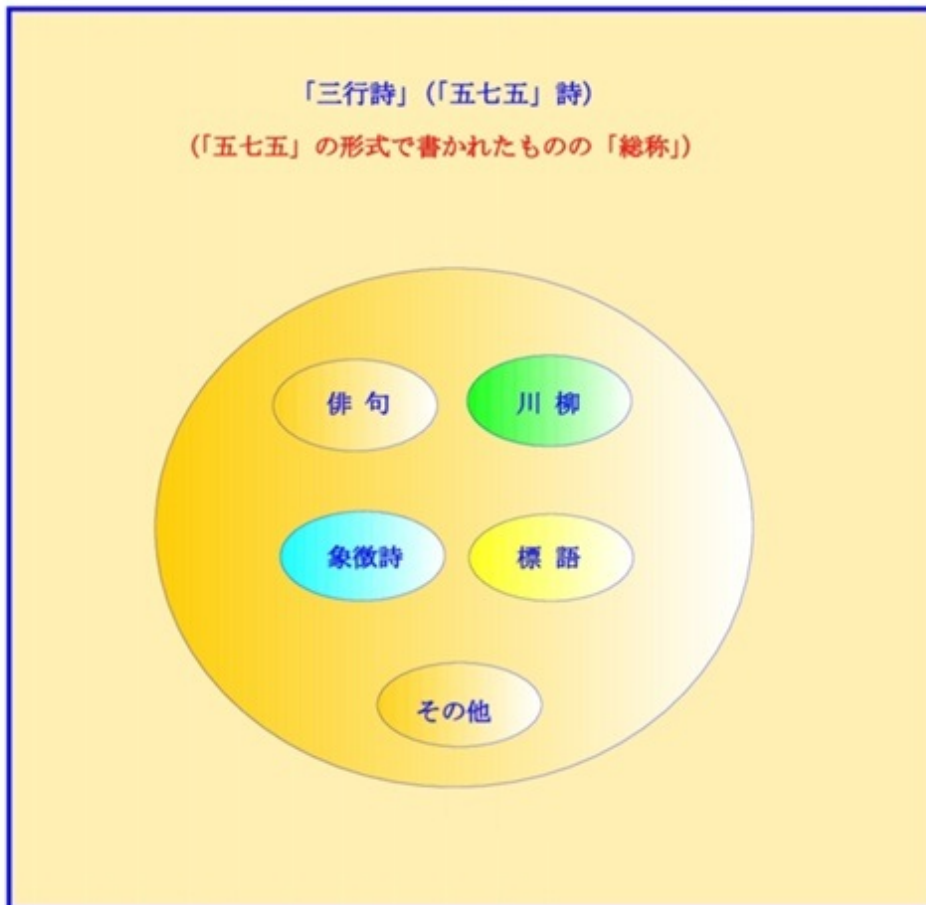 「三行詩」（「五七五」詩）
（「五七五」の形式で書かれたものの「総称」）
俳 句
川 柳
象徴詩
標 語
その他